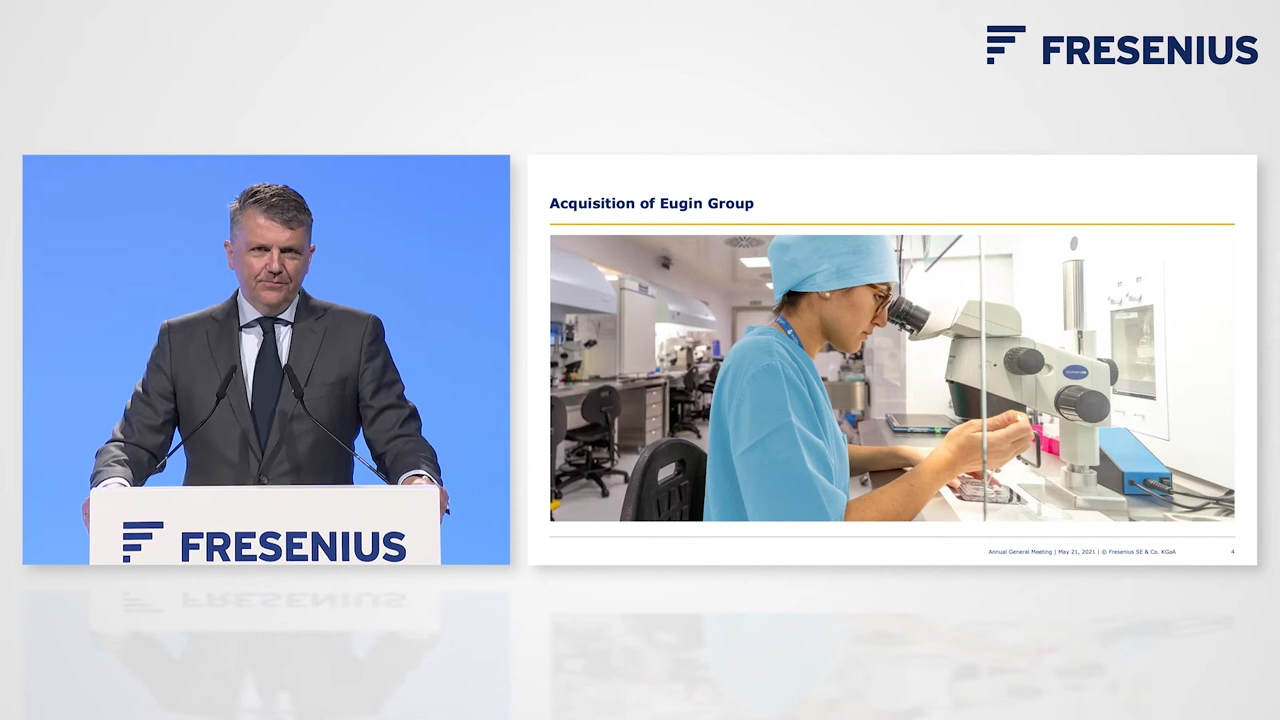 FRESENIUS
Acquisition of Eugin Group
FRESENIUS
Annual General Meeting | May 21, 2021 | © Fresenius SE & Co. KGaA
4